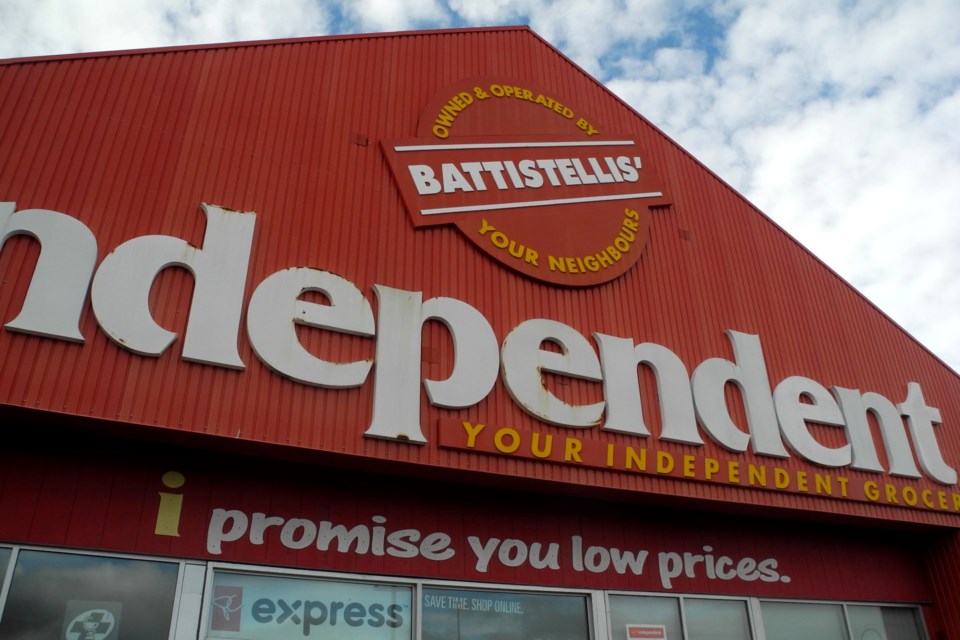 OWNED & OPERATED BY
BATTISTELLIS'
YOUR NEIGHBOURS
ndependent
YOUR INDEPENDENT GROCER
i promise you low prices.
express
SAVE TIME. SHOP ONLINE.